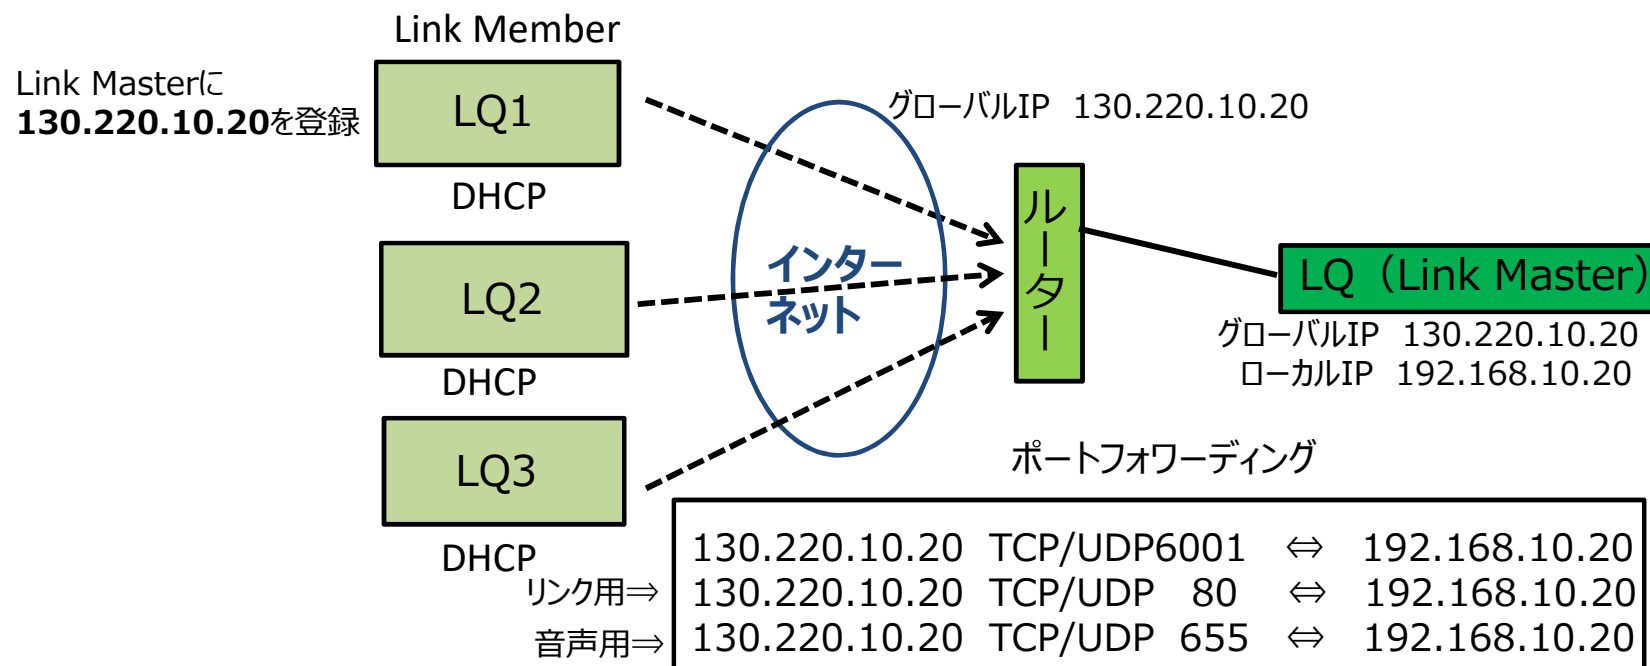 Link Member
Link Masterに
130.220.10.20を登録
LQ1
DHCP
グローバルIP 130.220.10.20
LQ2
DHCP
インター
ネット
ルーター
LQ（Link Master）
グローバルIP 130.220.10.20
ローカルIP 192.168.10.20
LQ3
DHCP
ポートフォワーディング
130.220.10.20 TCP/UDP6001 ⇔ 192.168.10.20
リンク用⇒ 130.220.10.20 TCP/UDP 80 ⇔ 192.168.10.20
音声用⇒ 130.220.10.20 TCP/UDP 655 ⇔ 192.168.10.20